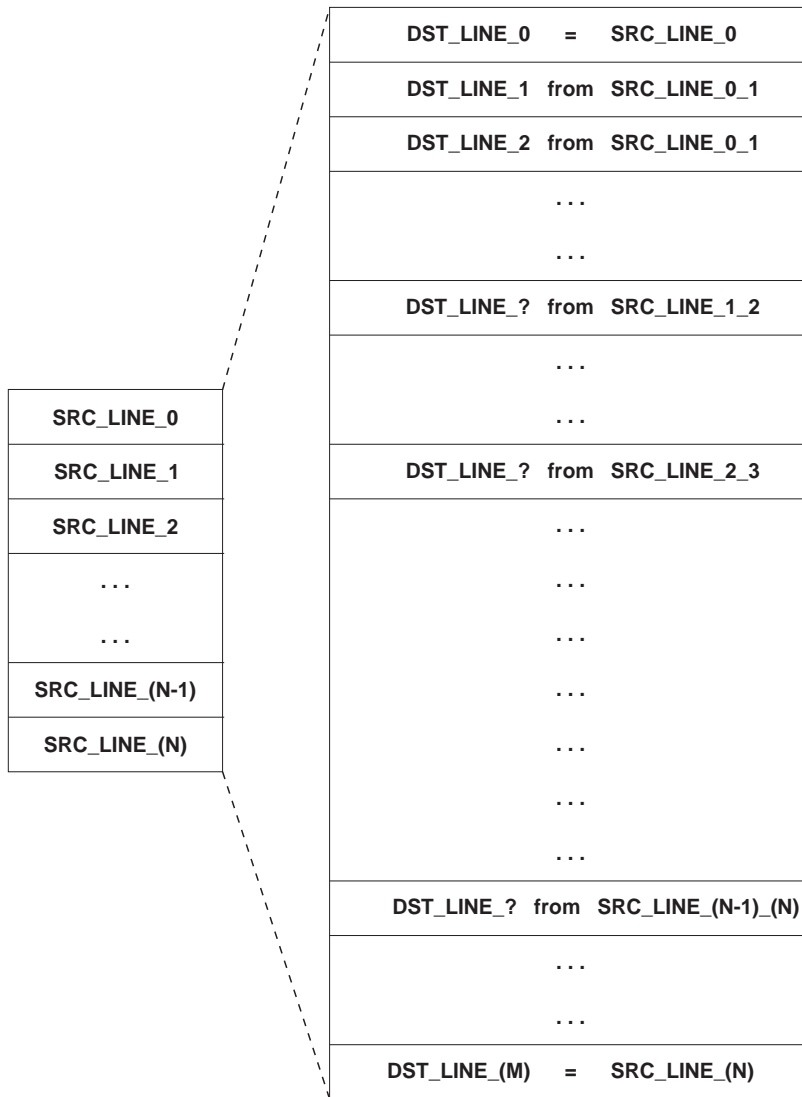 DST_LINE_0 = SRC_LINE_0
DST_LINE_1 from SRC_LINE_0_1
DST_LINE_2 from SRC_LINE_0_1
. . .
. . .
DST_LINE_? from SRC_LINE_1_2
. . .
. . .
DST_LINE_? from SRC_LINE_2_3
. . .
. . .
. . .
. . .
. . .
. . .
. . .
DST_LINE_? from SRC_LINE_(N-1)_(N)
. . .
. . .
DST_LINE_(M) = SRC_LINE_(N)
SRC_LINE_0
SRC_LINE_1
SRC_LINE_2
. . .
. . .
SRC_LINE_(N-1)
SRC_LINE_(N)